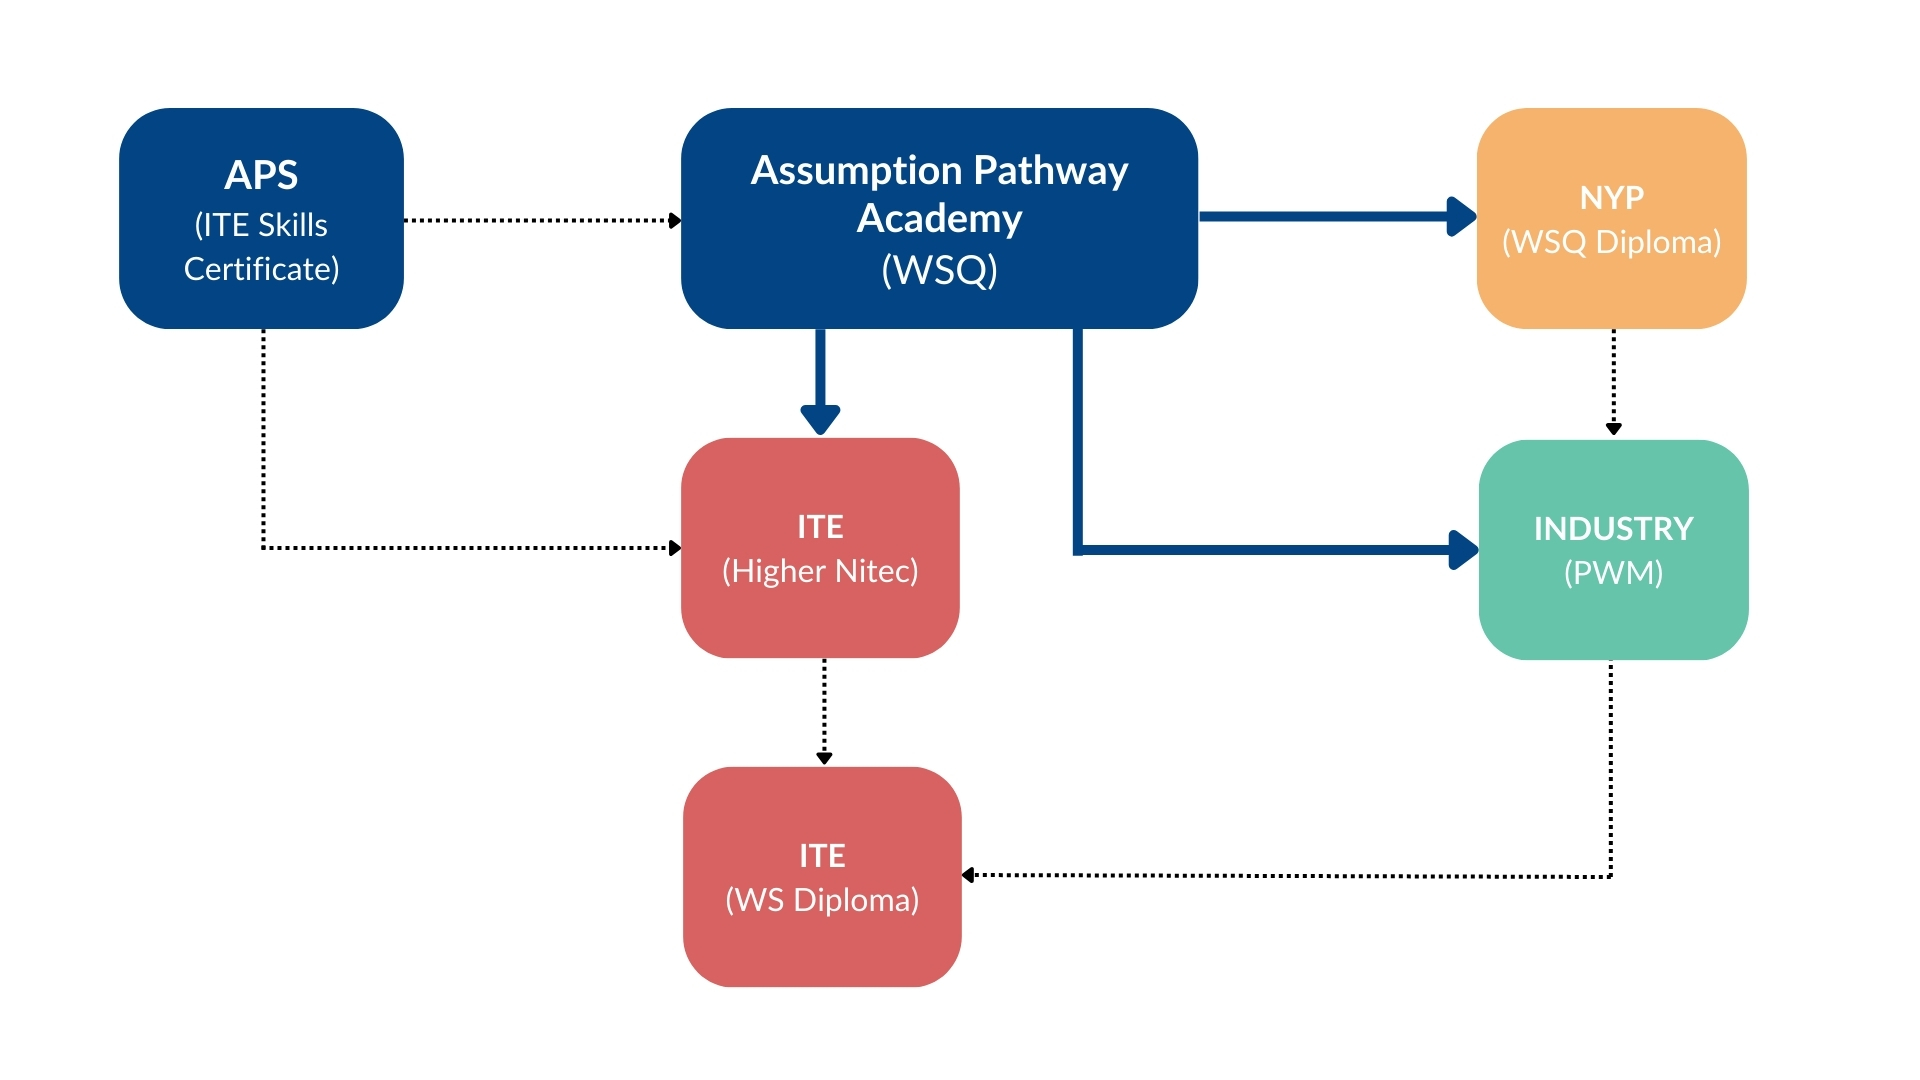 APS
(ITE Skills
Certificate)
Assumption Pathway
Academy
(WSQ)
NYP
(WSQ Diploma)
ITE
(Higher Nitec)
INDUSTRY
(PWM)
ITE
(WS Diploma)